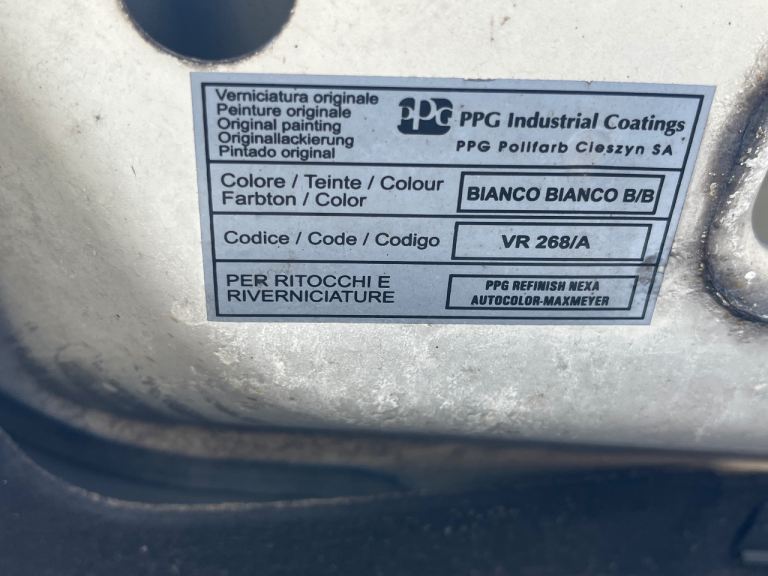 Verniciatura originale
Peinture originale
Original painting
Originallackierung
Pintado original
PPG PPG Industrial Coatings
PPG Polifarb Cieszyn SA
Colore / Teinte / Colour
Farbton / Color
BIANCO BIANCO B/B
Codice / Code / Codigo
VR 268/A
PER RITOCCHI E
RIVERNICIATURE
PPG REFINISH NEXA
AUTOCOLOR-MAXMEYER